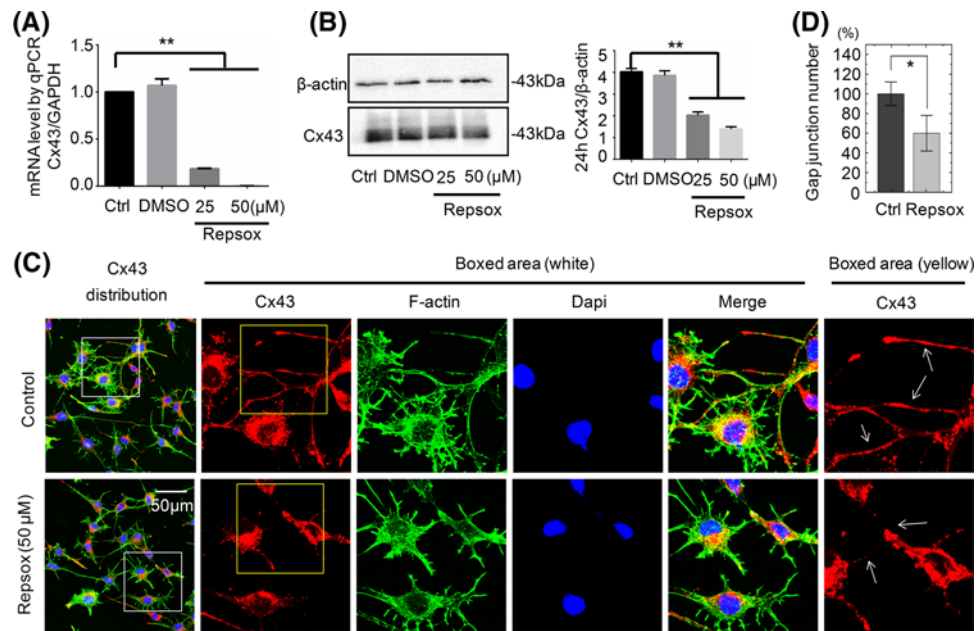 (A)
**
mRNA level by qPCR
Cx43/GAPDH
1.5
1.0
0.5
0.0
Ctrl DMSO 25 50(μM)
Repsox
(B)
β-actin
-43kDa
Cx43
-43kDa
Ctrl DMSO 25 50 (μM)
Repsox
**
24h Cx43/β-actin
5
4
3
2
1
0
Ctrl DMSO 25 50 (μM)
Repsox
(D)
(%)
Gap junction number
140
120
100
80
60
40
20
0
*
Ctrl Repsox
(C)
Cx43
distribution
Boxed area (white)
Boxed area (yellow)
Cx43 F-actin Dapi Merge Cx43
Control
50μm
Repsox (50 μM)